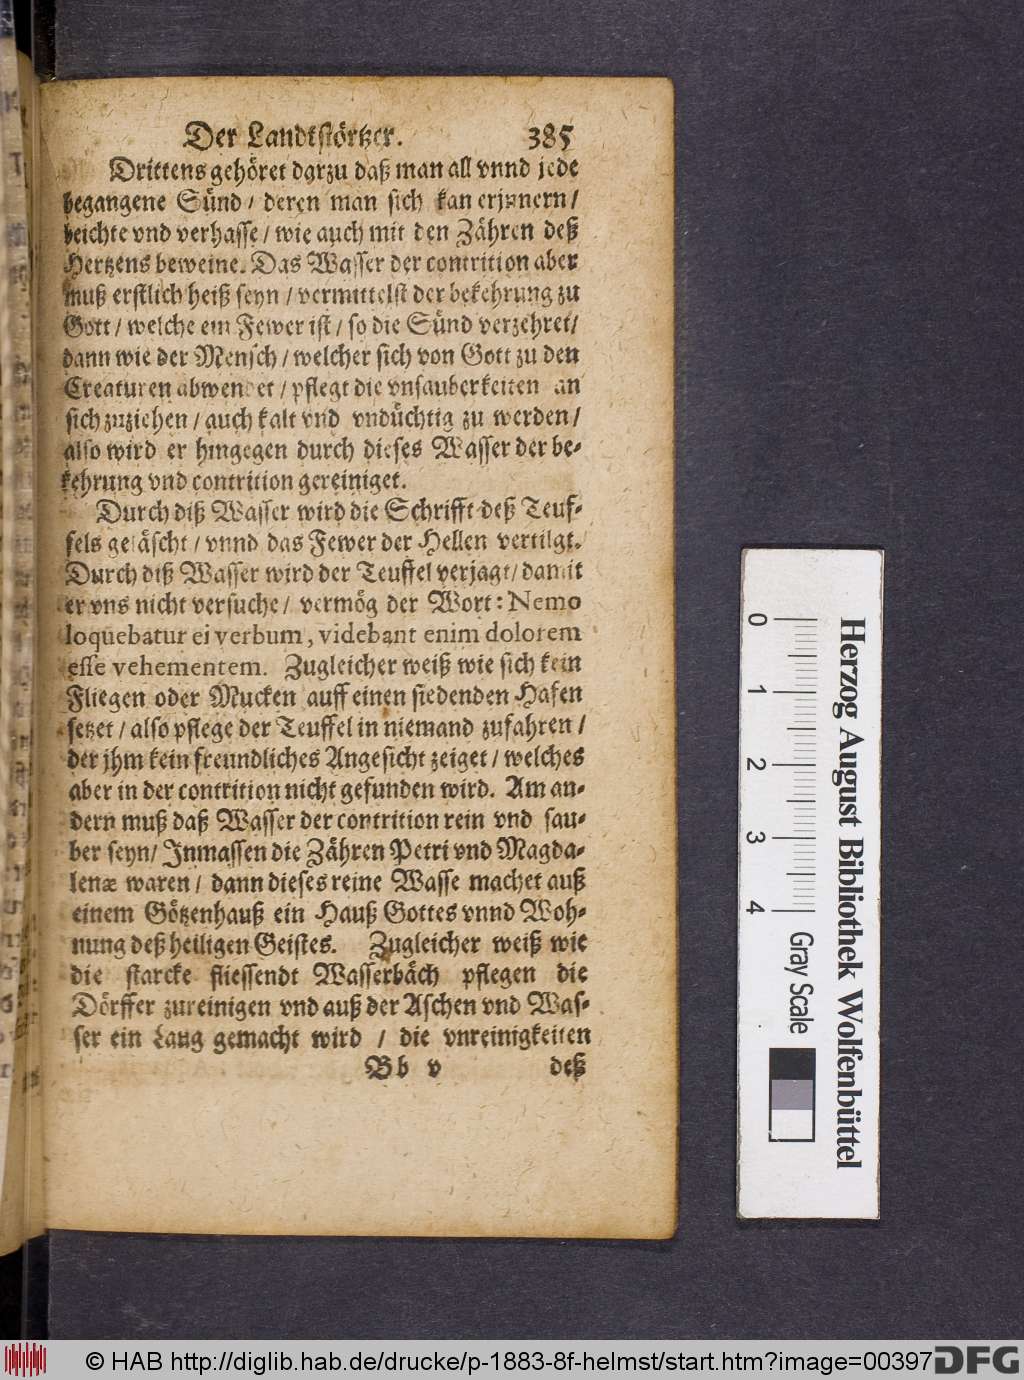 Der Landtstörtzer. 385
Drittens gehöret darzu daß man all vnnd jede
begangene Sünd / deren man sich kan erjnnern /
beichte vnd verhasse / wie auch mit den Zähren deß
Hertzens beweine. Das Wasser der contrition aber
muß erstlich heiß seyn / vermittelst der bekehrung zu
Gott / welche ein Fewer ist / so die Sünd verzehret /
dann wie der Mensch / welcher sich von Gott zu den
Creaturen abwendet / pflegt die vnsauberkeiten an
sich zuziehen / auch kalt vnd vndüchtig zu werden /
also wird er hingegen durch dieses Wasser der be-
kehrung vnd contrition gereiniget.
Durch diß Wasser wird die Schrifft deß Teuf-
fels geläscht / vnnd das Fewer der Hellen vertilgt.
Durch diß Wasser wird der Teuffel verjagt / damit
er vns nicht versuche / vermög der Wort: Nemo
loquebatur ei verbum, videbant enim dolorem
esse vehementem. Zugleicher weiß wie sich kein
Fliegen oder Mucken auff einen siedenden Hafen
setzet / also pflege der Teuffel in niemand zufahren /
der jhm kein freundliches Angesicht zeiget / welches
aber in der contrition nicht gefunden wird. Am an-
dern muß daß Wasser der contrition rein vnd sau-
ber seyn / Inmassen die Zähren Petri vnd Magda-
lenæ waren / dann dieses reine Wasse machet auß
einem Götzenhauß ein Hauß Gottes vnnd Woh-
nung deß heiligen Geistes. Zugleicher weiß wie
die starcke fliessendt Wasserbäch pflegen die
Dörffer zureinigen vnd auß der Aschen vnd Was-
ser ein Laug gemacht wird / die vnreinigkeiten
Bb v deß
0 1 2 3 4
Gray Scale
Herzog August Bibliothek Wolfenbüttel
© HAB http://diglib.hab.de/drucke/p-1883-8f-helmst/start.htm?image=00397
DFG